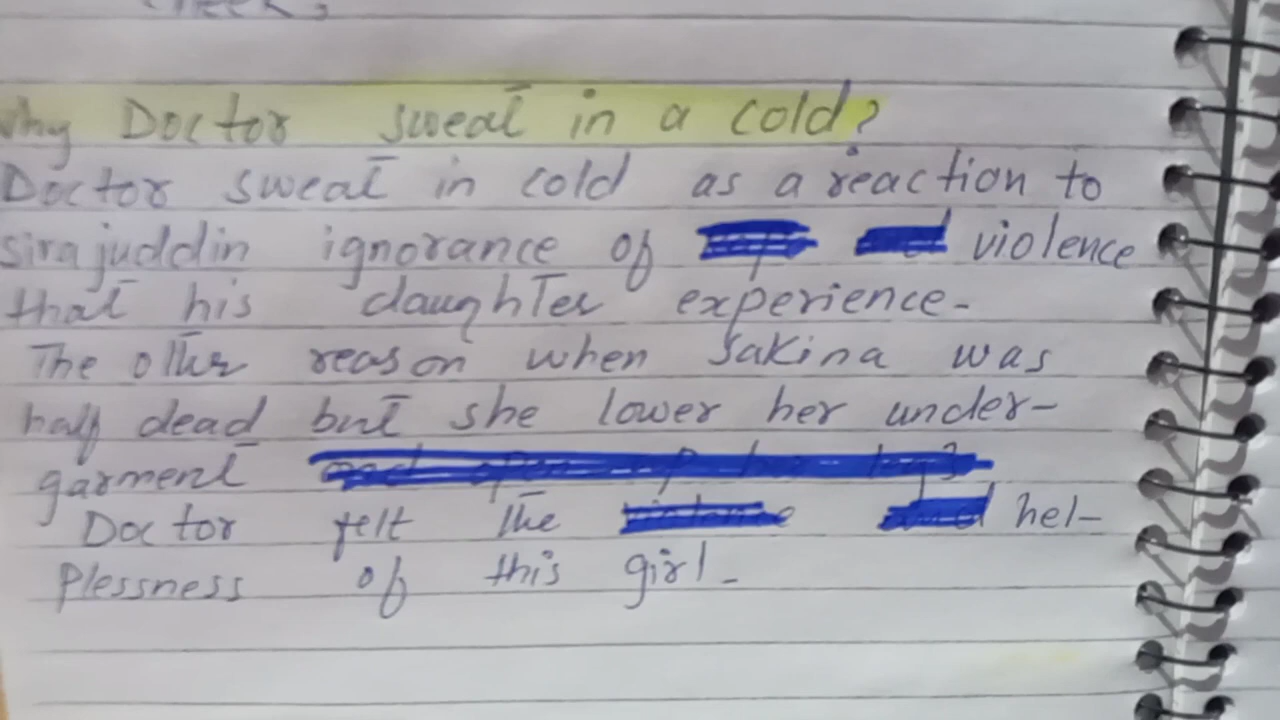 Why Doctor sweat in a cold?
Doctor sweat in cold as a reaction to
sirajuddin ignorance of violence
that his daughter experience-
The other reason when Sakina was
half dead but she lower her under-
garment
Doctor felt the hel-
plessness of this girl-